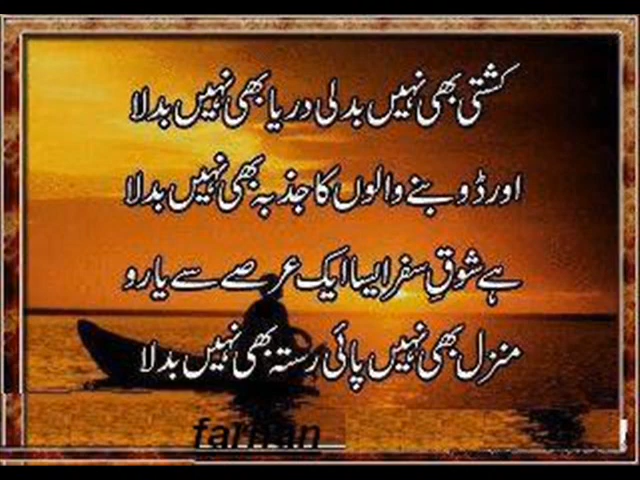 کشتی بھی نہیں بدلی دریا بھی نہیں بدلا
اور ڈوبنے والوں کا جذبہ بھی نہیں بدلا
ہے شوقِ سفر ایسا ایک عرصے سے یارو
منزل بھی نہیں پائی رستہ بھی نہیں بدلا